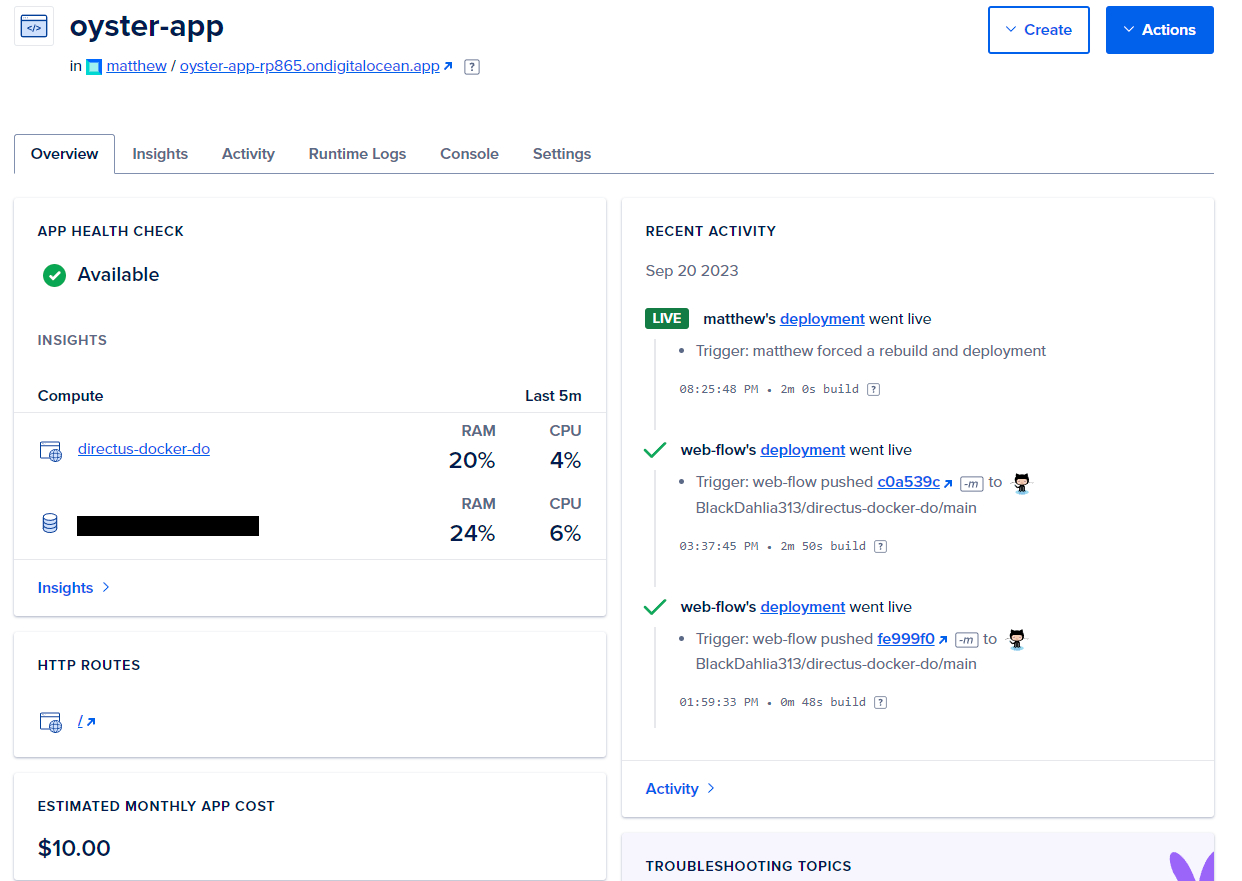 </>
oyster-app
Create
Actions
in matthew / oyster-app-rp865.ondigitalocean.app ?
Overview
Insights
Activity
Runtime Logs
Console
Settings
APP HEALTH CHECK
Available
INSIGHTS
Compute
Last 5m
directus-docker-do
RAM
CPU
20%
4%
RAM
CPU
24%
6%
Insights
HTTP ROUTES
/
ESTIMATED MONTHLY APP COST
$10.00
RECENT ACTIVITY
Sep 20 2023
LIVE matthew's deployment went live
• Trigger: matthew forced a rebuild and deployment
08:25:48 PM • 2m 0s build ?
web-flow's deployment went live
• Trigger: web-flow pushed c0a539c -m to
BlackDahlia313/directus-docker-do/main
03:37:45 PM • 2m 50s build ?
web-flow's deployment went live
• Trigger: web-flow pushed fe999f0 -m to
BlackDahlia313/directus-docker-do/main
01:59:33 PM • 0m 48s build ?
Activity
TROUBLESHOOTING TOPICS